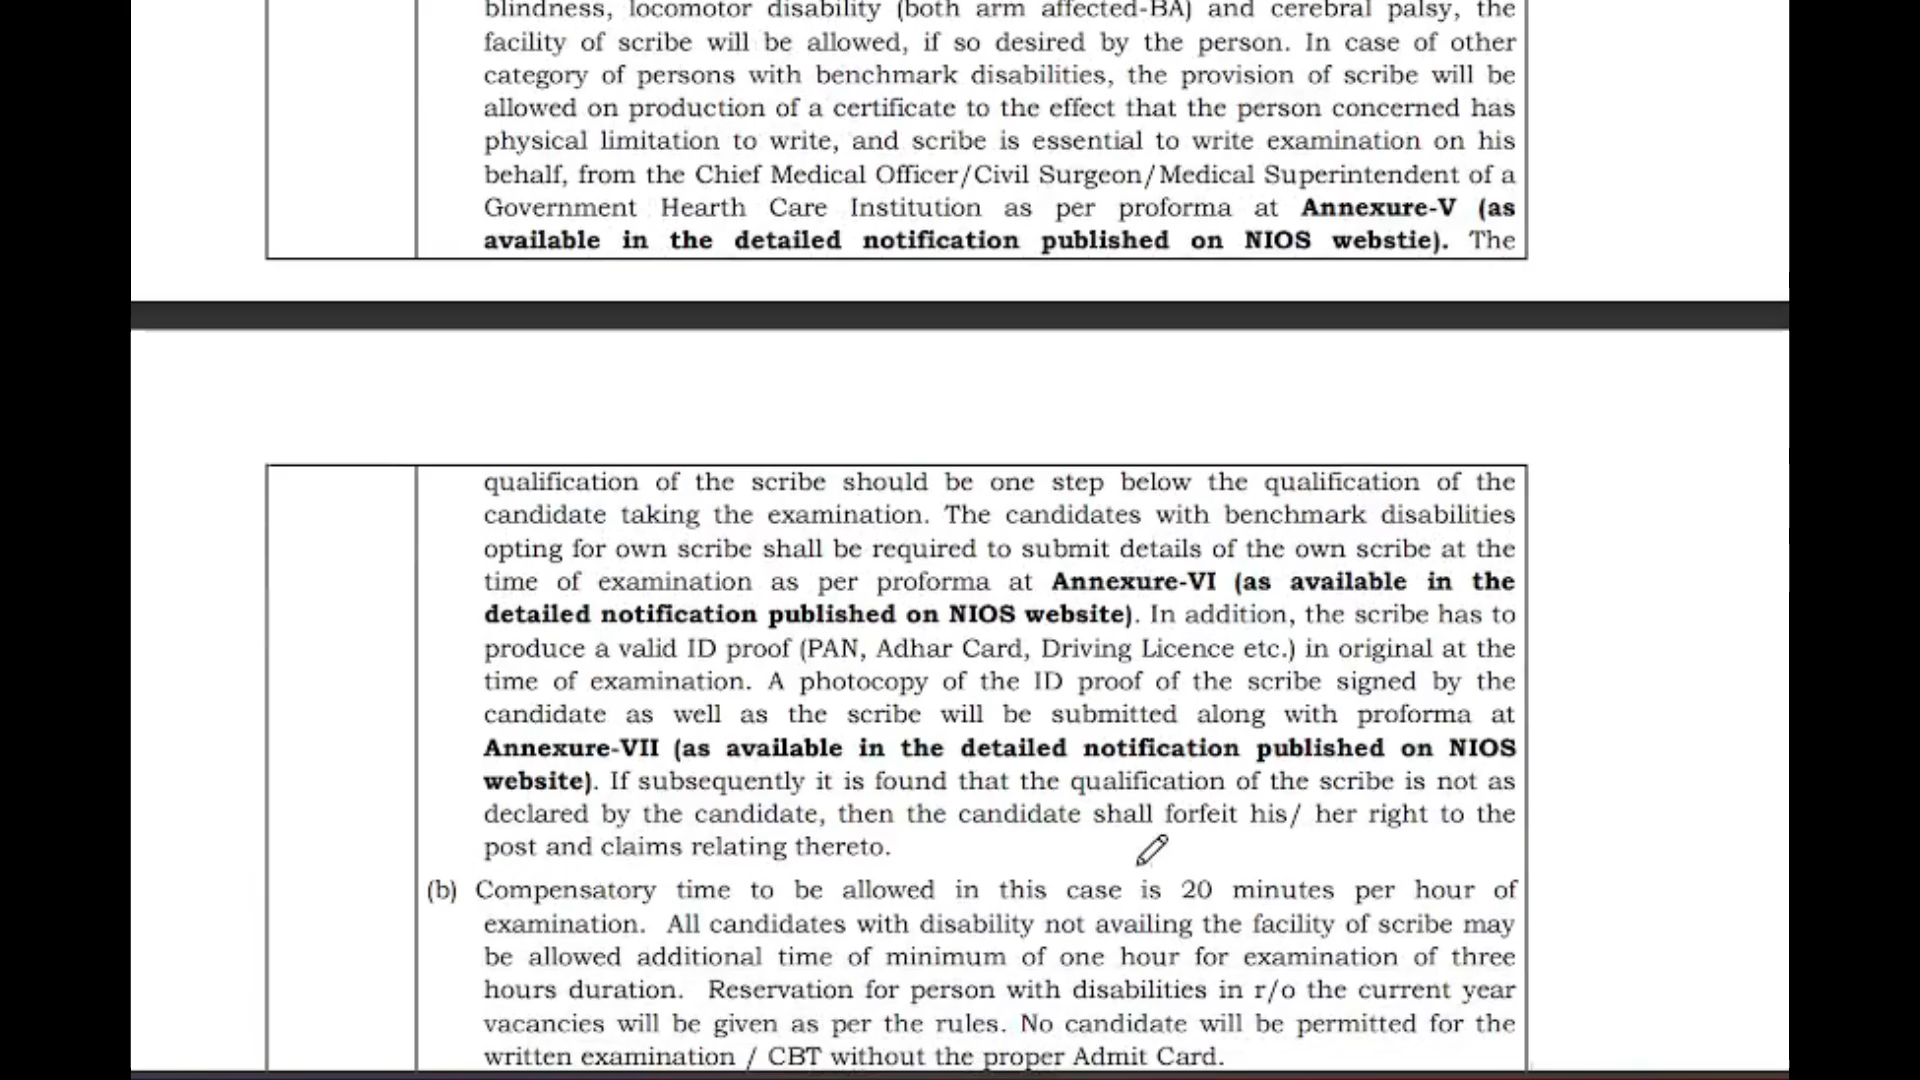 blindness, locomotor disability (both arm affected-BA) and cerebral palsy, the
facility of scribe will be allowed, if so desired by the person. In case of other
category of persons with benchmark disabilities, the provision of scribe will be
allowed on production of a certificate to the effect that the person concerned has
physical limitation to write, and scribe is essential to write examination on his
behalf, from the Chief Medical Officer/Civil Surgeon/Medical Superintendent of a
Government Hearth Care Institution as per proforma at Annexure-V (as
available in the detailed notification published on NIOS webstie). The
qualification of the scribe should be one step below the qualification of the
candidate taking the examination. The candidates with benchmark disabilities
opting for own scribe shall be required to submit details of the own scribe at the
time of examination as per proforma at Annexure-VI (as available in the
detailed notification published on NIOS website). In addition, the scribe has to
produce a valid ID proof (PAN, Adhar Card, Driving Licence etc.) in original at the
time of examination. A photocopy of the ID proof of the scribe signed by the
candidate as well as the scribe will be submitted along with proforma at
Annexure-VII (as available in the detailed notification published on NIOS
website). If subsequently it is found that the qualification of the scribe is not as
declared by the candidate, then the candidate shall forfeit his/ her right to the
post and claims relating thereto.
(b) Compensatory time to be allowed in this case is 20 minutes per hour of
examination. All candidates with disability not availing the facility of scribe may
be allowed additional time of minimum of one hour for examination of three
hours duration. Reservation for person with disabilities in r/o the current year
vacancies will be given as per the rules. No candidate will be permitted for the
written examination / CBT without the proper Admit Card.